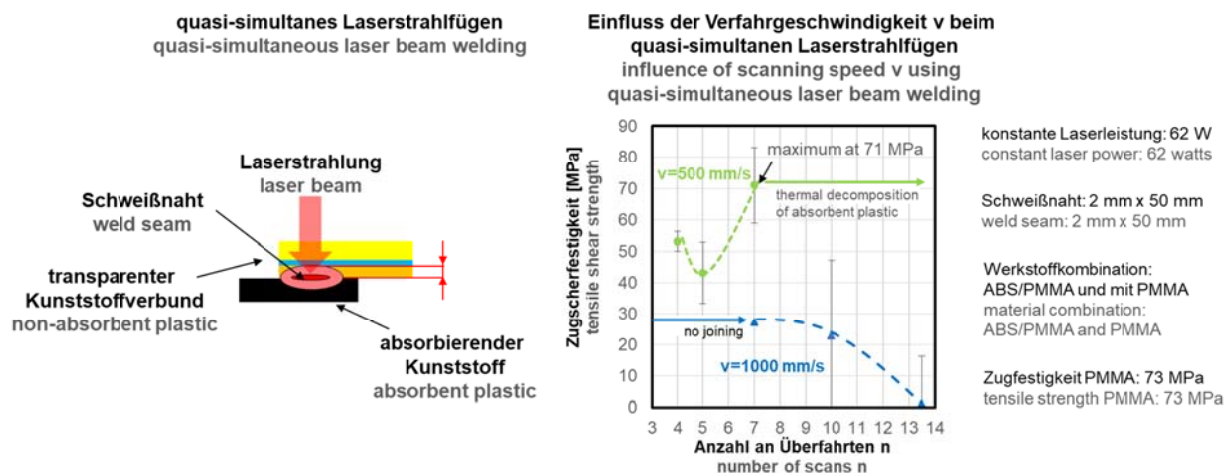 quasi-simultanes Laserstrahlfügen
quasi-simultaneous laser beam welding
Laserstrahlung
laser beam
Schweißnaht
weld seam
transparenter
Kunststoffverbund
non-absorbent plastic
absorbierender
Kunststoff
absorbent plastic
Einfluss der Verfahrgeschwindigkeit v beim
quasi-simultanen Laserstrahlfügen
influence of scanning speed v using
quasi-simultaneous laser beam welding
Zugscherfestigkeit [MPa]
tensile shear strength
90
80
70
60
50
40
30
20
10
0
maximum at 71 MPa
v=500 mm/s
thermal decomposition
of absorbent plastic
no joining
v=1000 mm/s
3 4 5 6 7 8 9 10 11 12 13 14
Anzahl an Überfahrten n
number of scans n
konstante Laserleistung: 62 W
constant laser power: 62 watts
Schweißnaht: 2 mm x 50 mm
weld seam: 2 mm x 50 mm
Werkstoffkombination:
ABS/PMMA und mit PMMA
material combination:
ABS/PMMA and PMMA
Zugfestigkeit PMMA: 73 MPa
tensile strength PMMA: 73 MPa